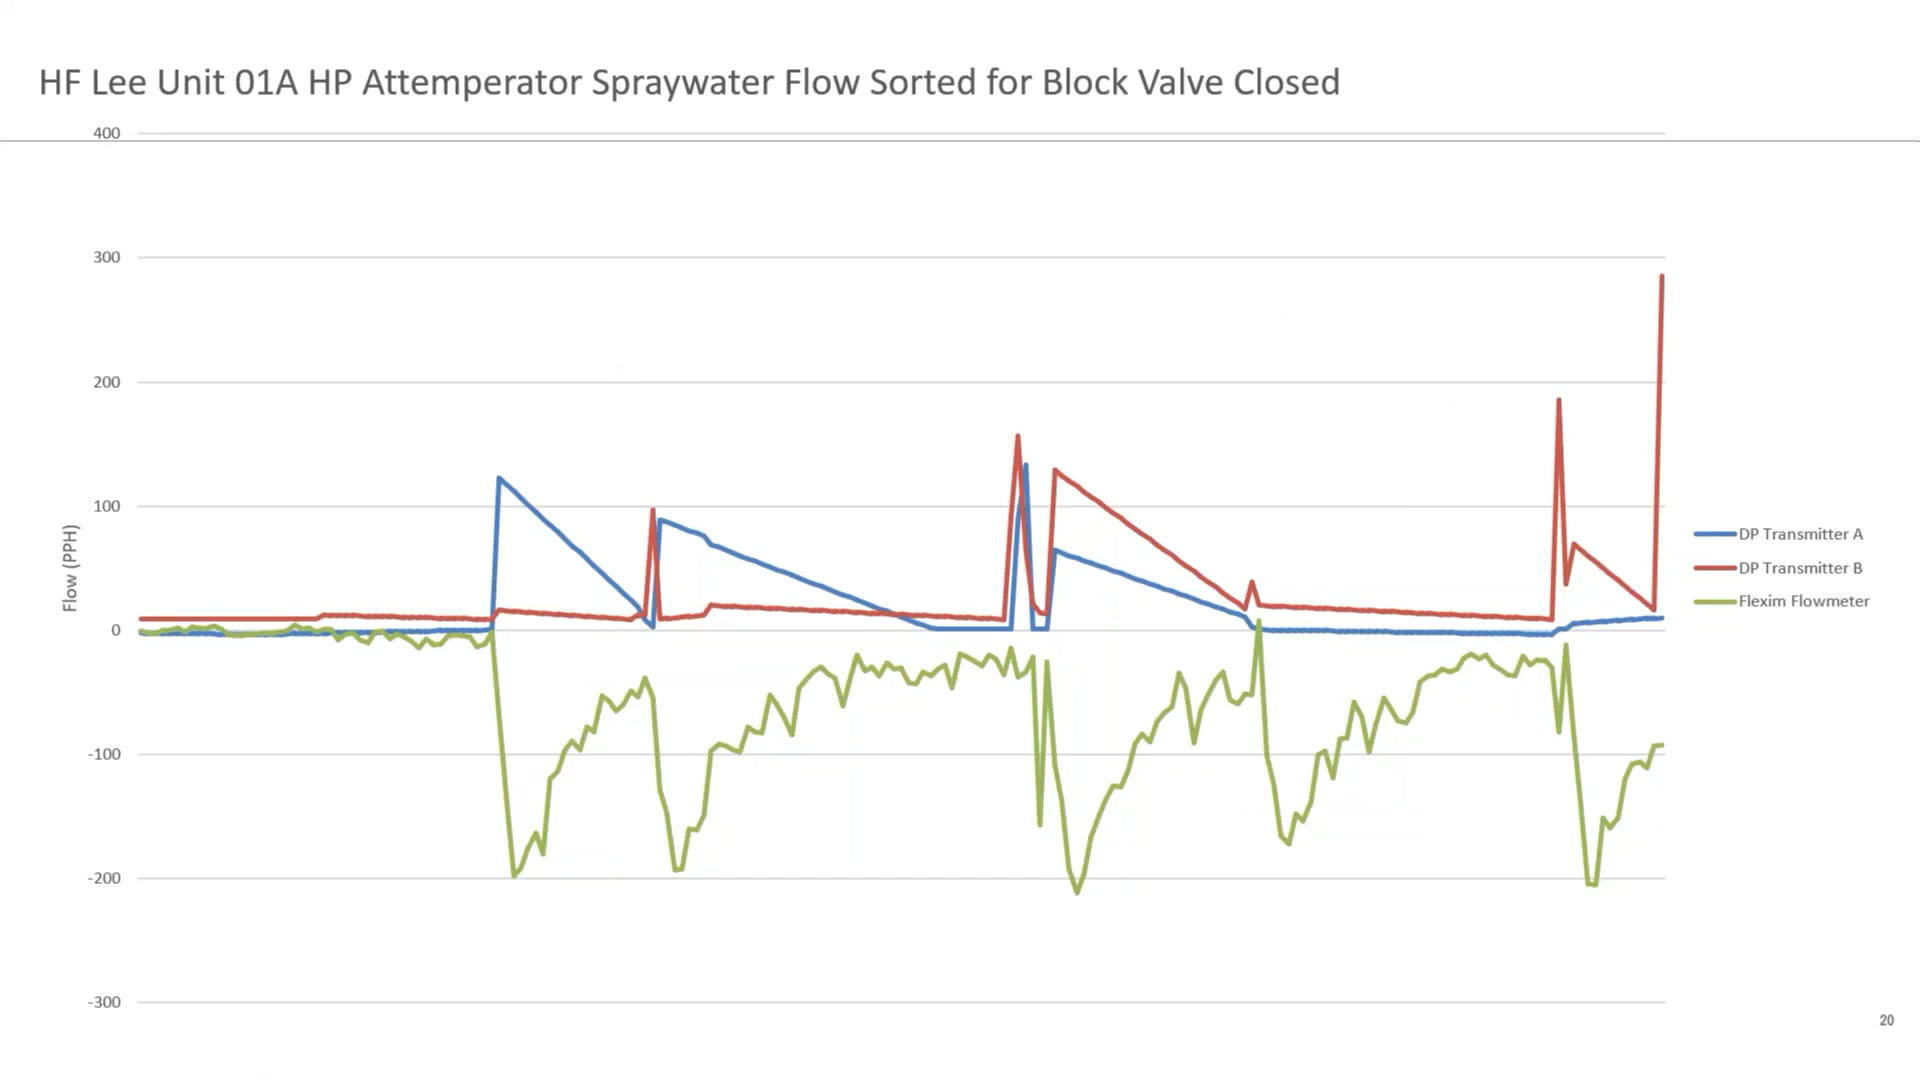 HF Lee Unit 01A HP Attemperator Spraywater Flow Sorted for Block Valve Closed
400
300
200
100
0
-100
-200
-300
Flow (PPH)
DP Transmitter A
DP Transmitter B
Flexim Flowmeter
20